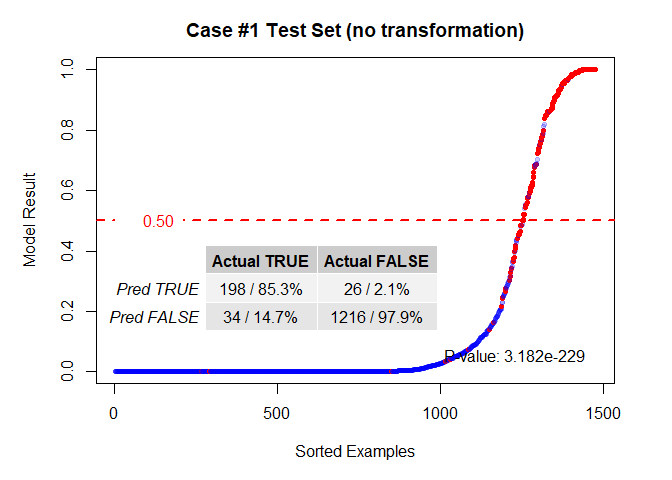 Case #1 Test Set (no transformation)
Model Result
1.0
0.8
0.6
0.4
0.2
0.0
0.50
Actual TRUE Actual FALSE
Pred TRUE 198 / 85.3% 26 / 2.1%
Pred FALSE 34 / 14.7% 1216 / 97.9%
P-value: 3.182e-229
0 500 1000 1500
Sorted Examples